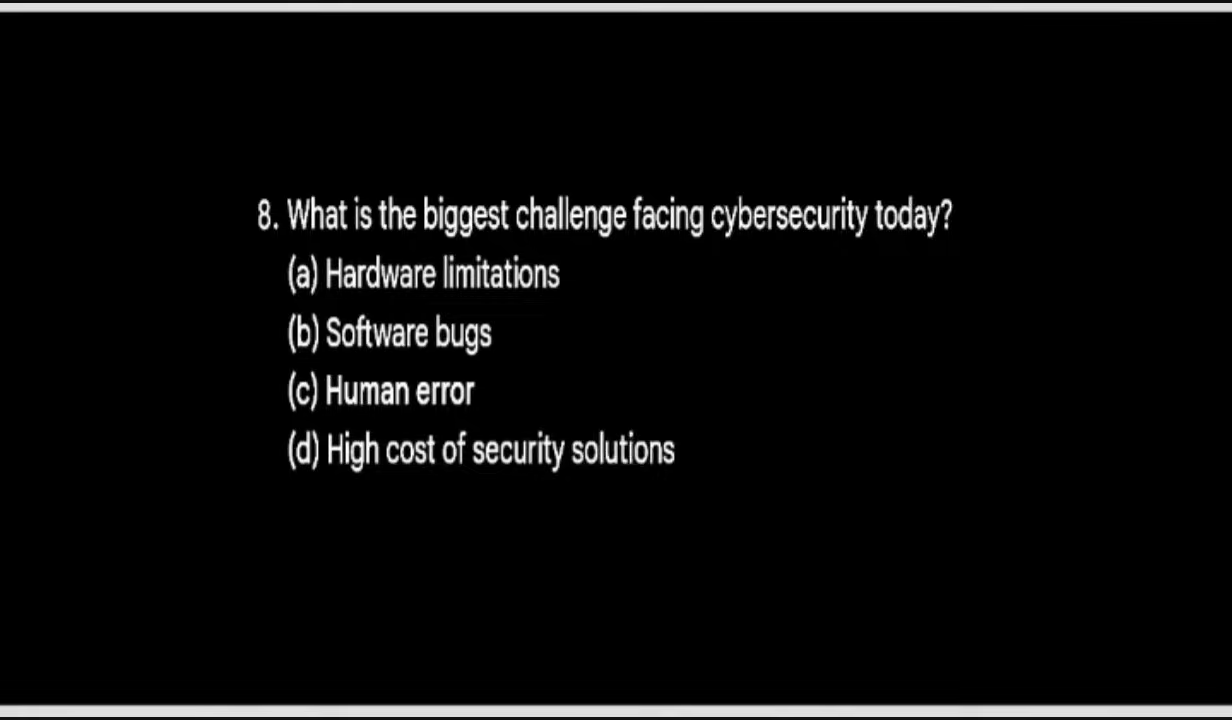 8. What is the biggest challenge facing cybersecurity today?
(a) Hardware limitations
(b) Software bugs
(c) Human error
(d) High cost of security solutions